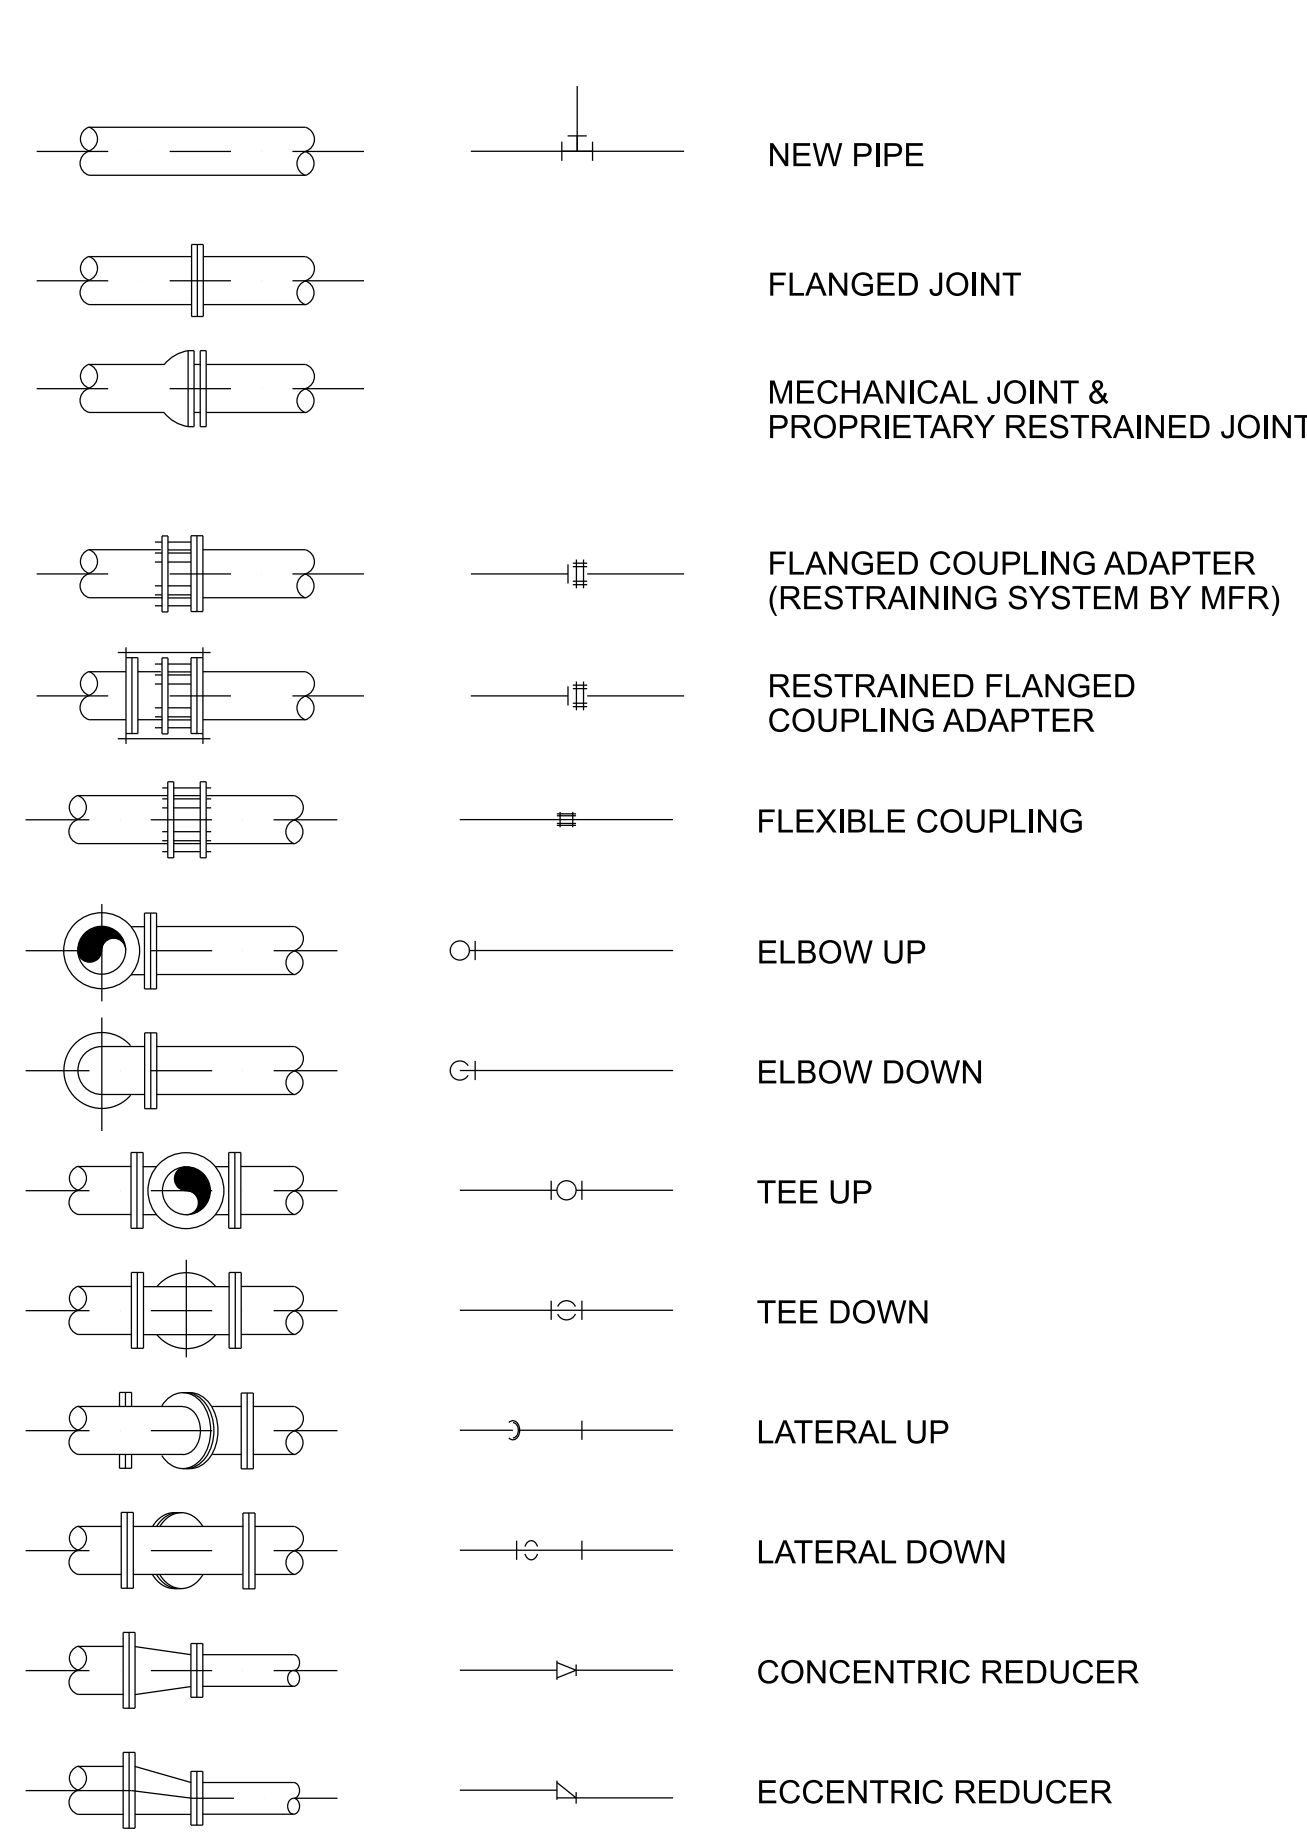 NEW PIPE
FLANGED JOINT
MECHANICAL JOINT &
PROPRIETARY RESTRAINED JOINT
FLANGED COUPLING ADAPTER
(RESTRAINING SYSTEM BY MFR)
RESTRAINED FLANGED
COUPLING ADAPTER
FLEXIBLE COUPLING
ELBOW UP
ELBOW DOWN
TEE UP
TEE DOWN
LATERAL UP
LATERAL DOWN
CONCENTRIC REDUCER
ECCENTRIC REDUCER